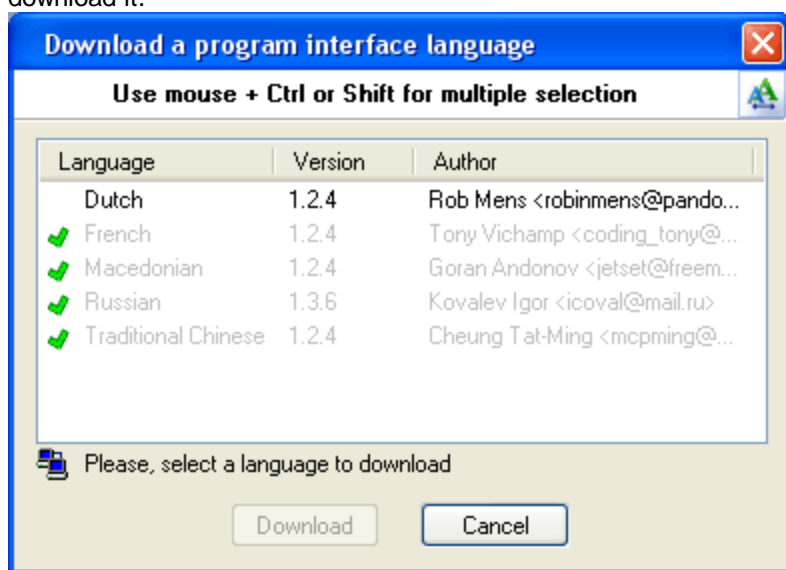 download it.
Download a program interface language
Use mouse + Ctrl or Shift for multiple selection
Language Version Author
Dutch 1.2.4 Rob Mens <robinmens@pando...
French 1.2.4 Tony Vichamp <coding_tony@...
Macedonian 1.2.4 Goran Andonov <jetset@freem...
Russian 1.3.6 Kovalev Igor <icoval@mail.ru>
Traditional Chinese 1.2.4 Cheung Tat-Ming <mcpming@...
Please, select a language to download
Download Cancel